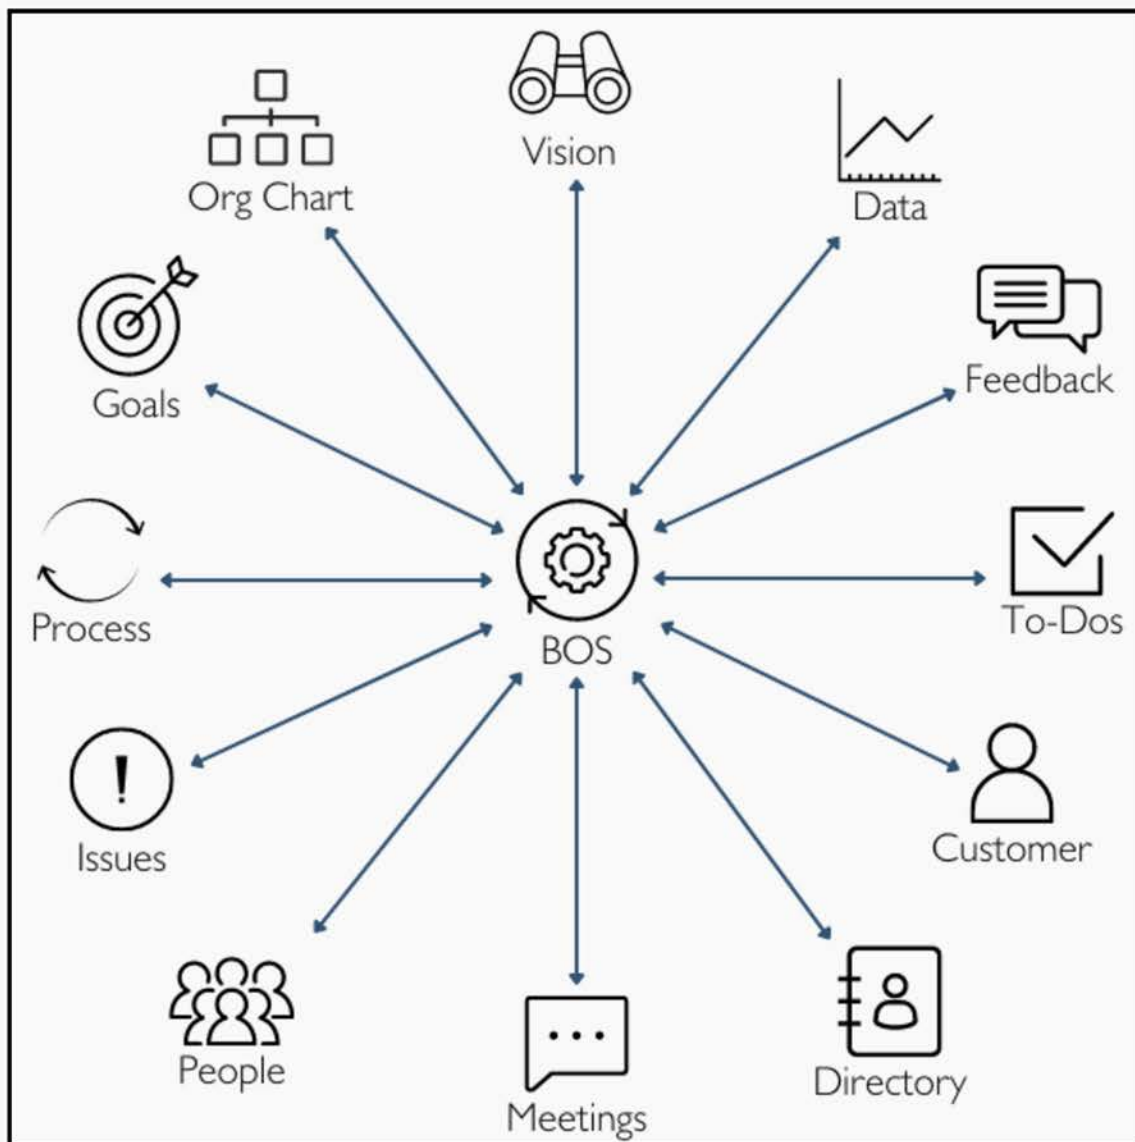 Vision
Org Chart
Data
Feedback
Goals
To-Dos
Process
BOS
Customer
Issues
People
Directory
Meetings